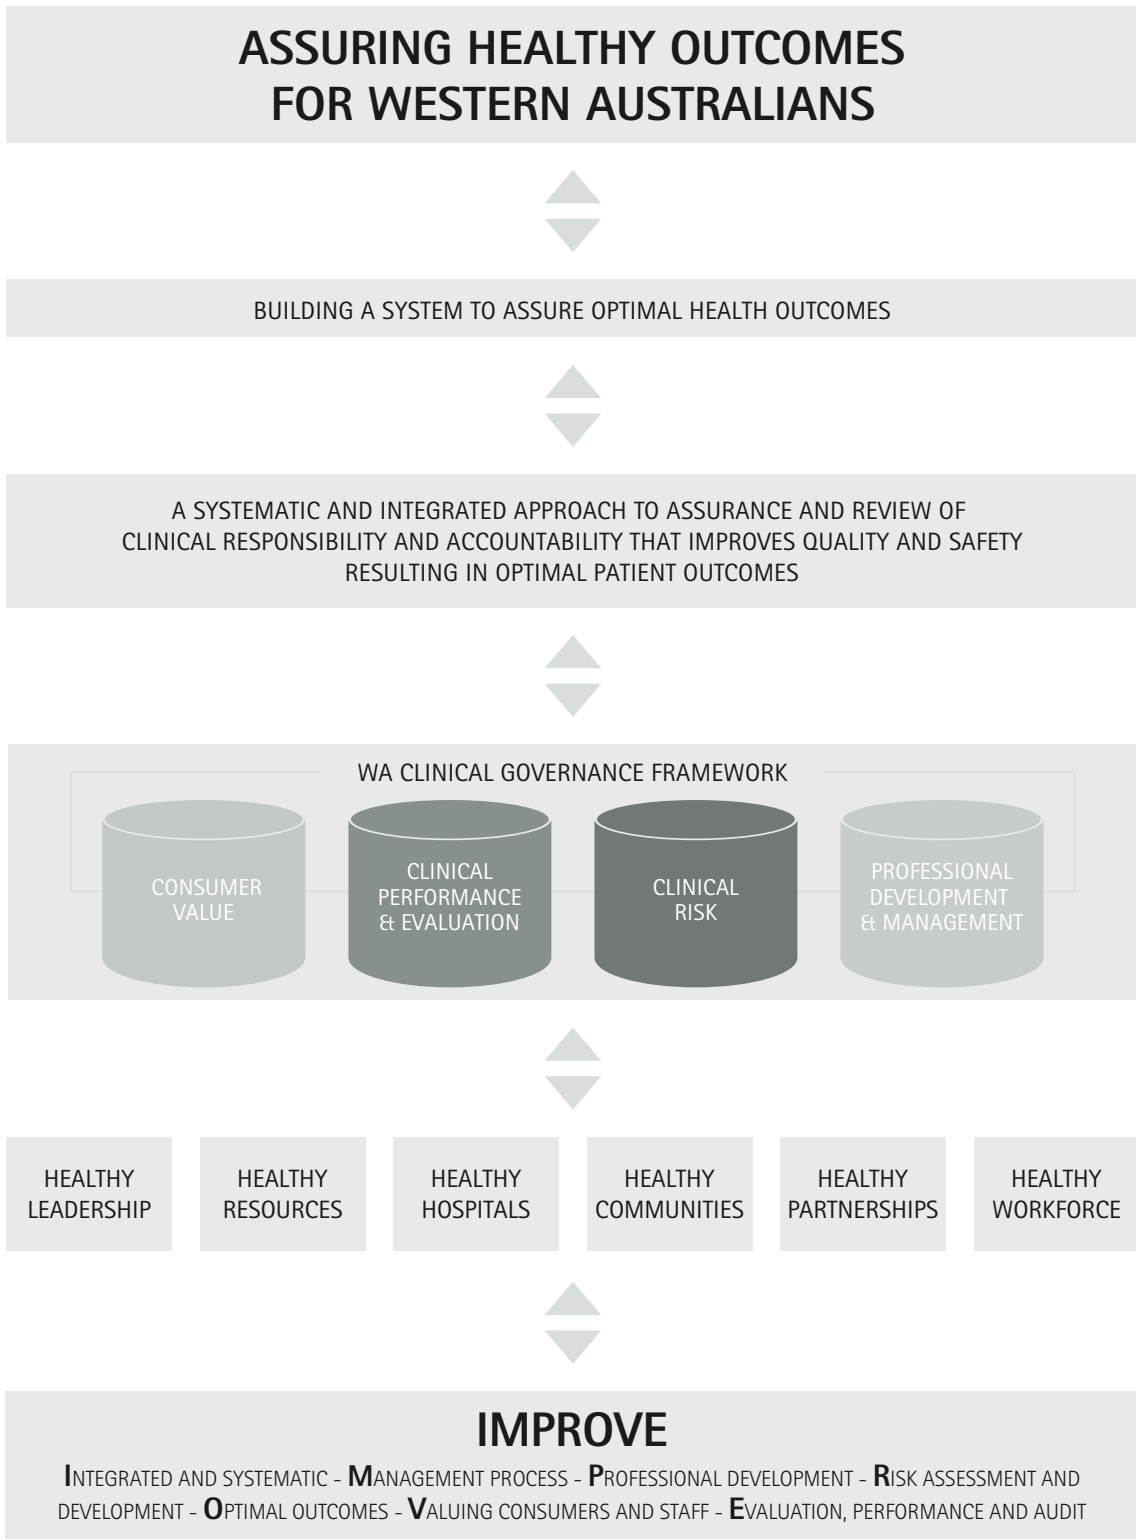 ASSURING HEALTHY OUTCOMES
FOR WESTERN AUSTRALIANS
BUILDING A SYSTEM TO ASSURE OPTIMAL HEALTH OUTCOMES
A SYSTEMATIC AND INTEGRATED APPROACH TO ASSURANCE AND REVIEW OF
CLINICAL RESPONSIBILITY AND ACCOUNTABILITY THAT IMPROVES QUALITY AND SAFETY
RESULTING IN OPTIMAL PATIENT OUTCOMES
WA CLINICAL GOVERNANCE FRAMEWORK
CONSUMER
VALUE
CLINICAL
PERFORMANCE
& EVALUATION
CLINICAL
RISK
PROFESSIONAL
DEVELOPMENT
& MANAGEMENT
HEALTHY
LEADERSHIP
HEALTHY
RESOURCES
HEALTHY
HOSPITALS
HEALTHY
COMMUNITIES
HEALTHY
PARTNERSHIPS
HEALTHY
WORKFORCE
IMPROVE
INTEGRATED AND SYSTEMATIC - MANAGEMENT PROCESS - PROFESSIONAL DEVELOPMENT - RISK ASSESSMENT AND
DEVELOPMENT - OPTIMAL OUTCOMES - VALUING CONSUMERS AND STAFF - EVALUATION, PERFORMANCE AND AUDIT